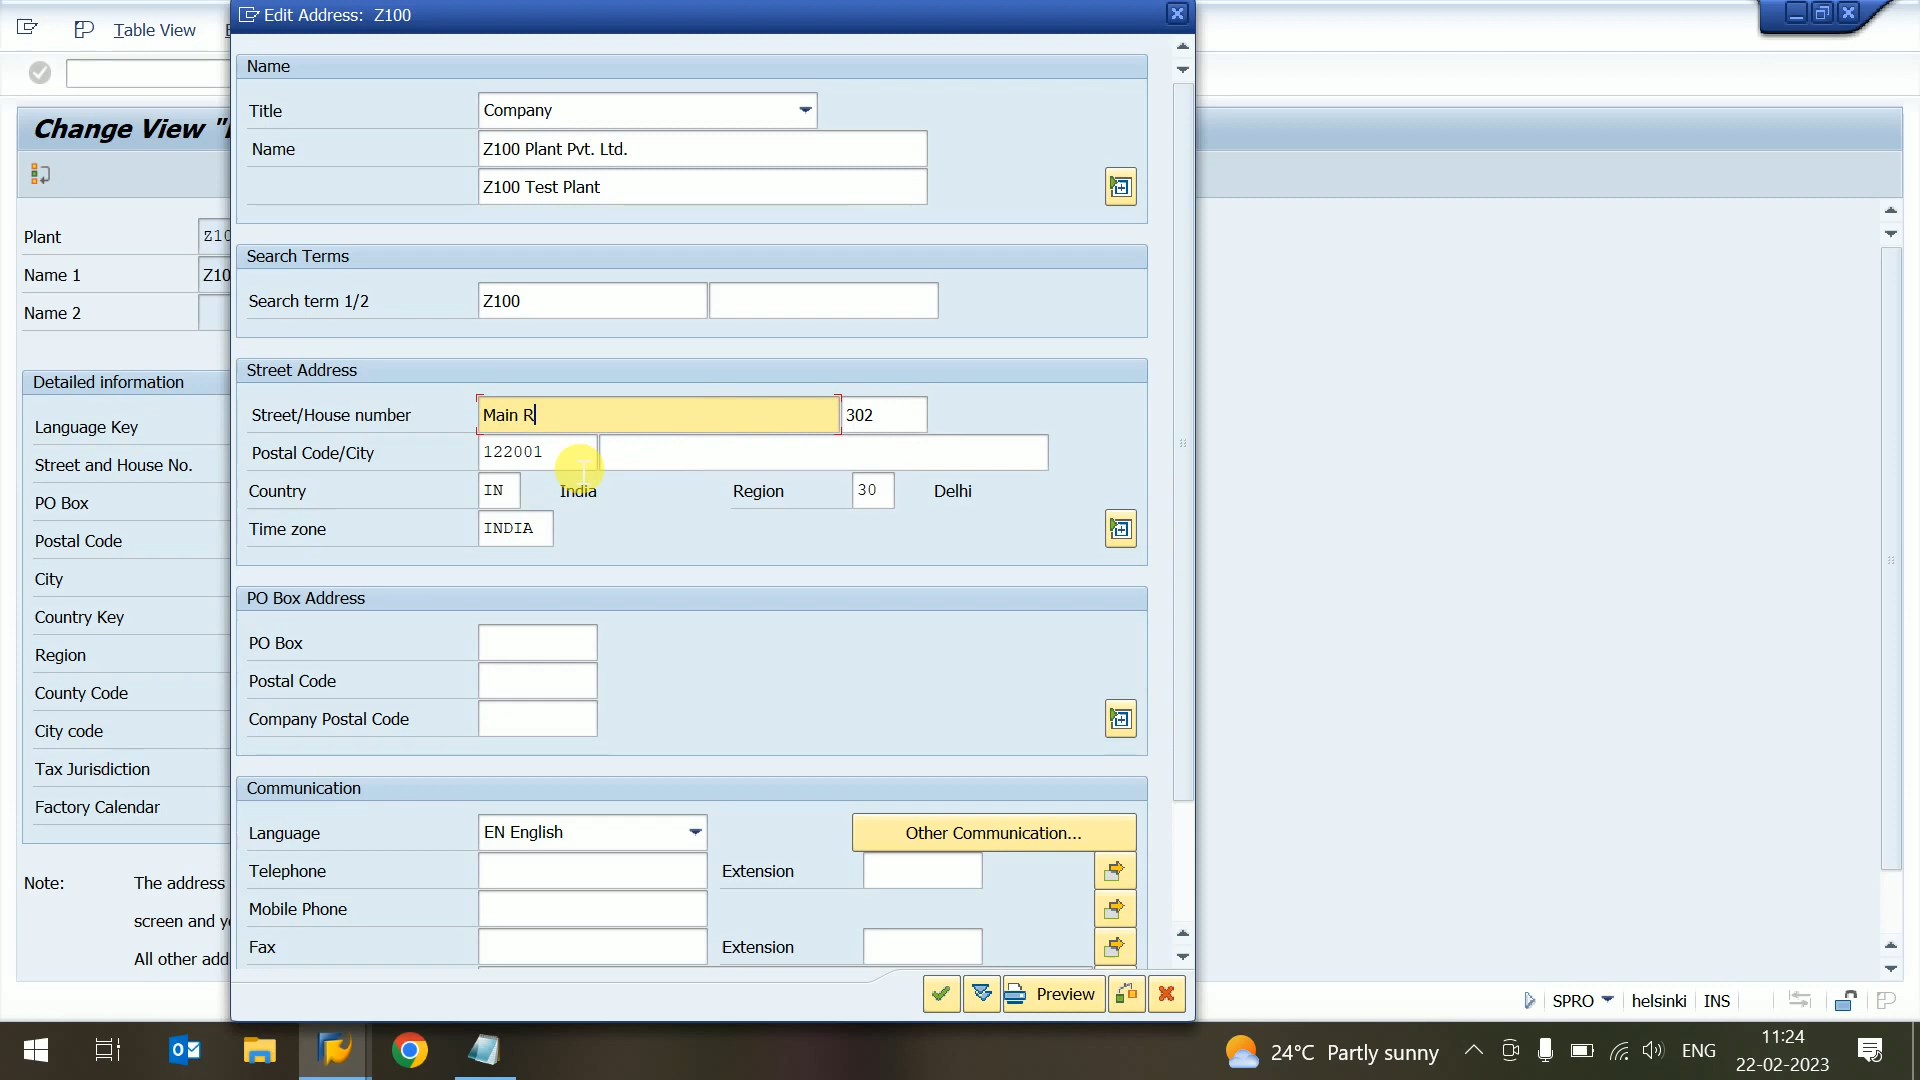 Edit Address: Z100
Table View
Change View "
Name
Title
Company
Name
Z100 Plant Pvt. Ltd.
Z100 Test Plant
Plant
Name 1
Name 2
Search Terms
Search term 1/2
Z100
Street Address
Detailed information
Street/House number
Main R
302
Language Key
Postal Code/City
122001
Street and House No.
Country
IN
India
Region
30
Delhi
PO Box
Time zone
INDIA
Postal Code
City
PO Box Address
Country Key
PO Box
Region
Postal Code
County Code
Company Postal Code
City code
Tax Jurisdiction
Communication
Factory Calendar
Language
EN English
Other Communication...
Telephone
Extension
Note:
The address
Mobile Phone
screen and
Fax
Extension
All other
Preview
SPRO
helsinki
INS
24°C Partly sunny
ENG
11:24
22-02-2023